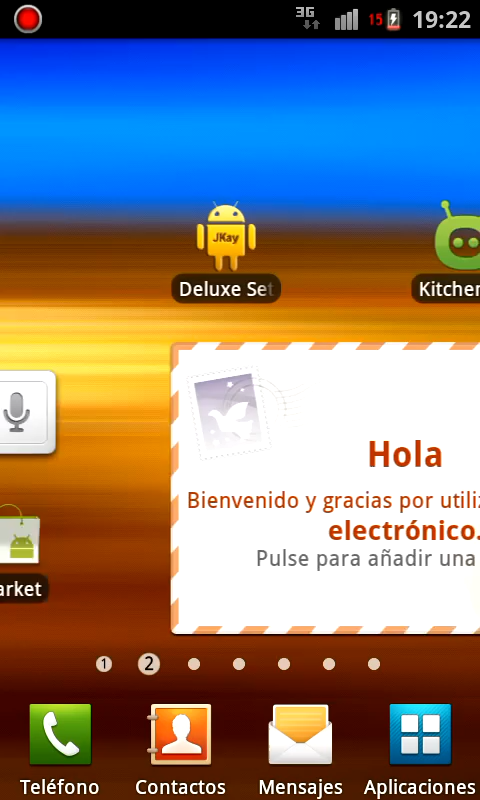 3G 15 19:22
JKay
Deluxe Set
Kitchen
Hola
Bienvenido y gracias por
electrónico.
Pulse para añadir una
arket
1 2
Teléfono Contactos Mensajes Aplicaciones